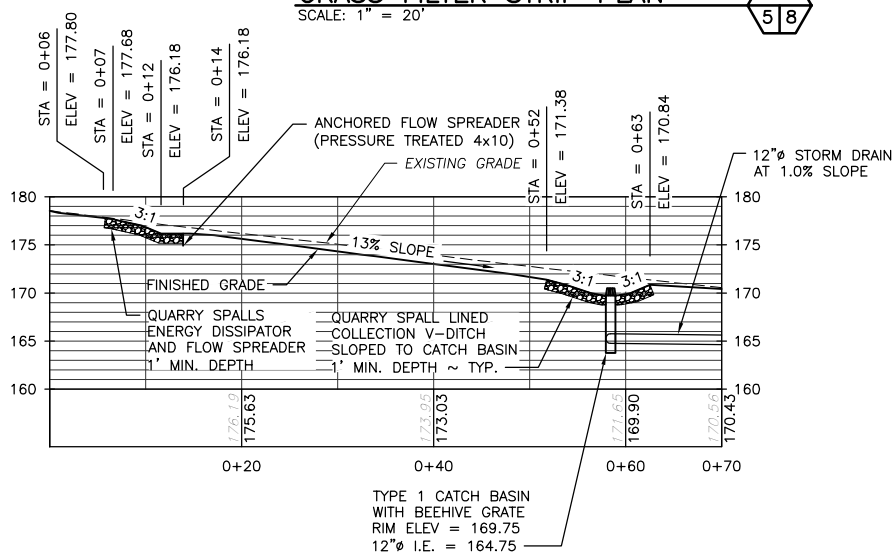 SCALE: 1" = 20'
5 8
STA = 0+06
ELEV = 177.80
STA = 0+07
ELEV = 177.68
STA = 0+12
ELEV = 176.18
STA = 0+14
ELEV = 176.18
ANCHORED FLOW SPREADER
(PRESSURE TREATED 4x10)
EXISTING GRADE
STA = 0+52
ELEV = 171.38
STA = 0+63
ELEV = 170.84
12"ø STORM DRAIN
AT 1.0% SLOPE
180
180
3:1
13% SLOPE
175
175
FINISHED GRADE
3:1
3:1
170
170
QUARRY SPALLS
ENERGY DISSIPATOR
AND FLOW SPREADER
1' MIN. DEPTH
QUARRY SPALL LINED
COLLECTION V-DITCH
SLOPED TO CATCH BASIN
1' MIN. DEPTH ~ TYP.
165
165
160
160
176.19
175.63
173.95
173.03
171.65
169.90
170.56
170.43
0+20
0+40
0+60
0+70
TYPE 1 CATCH BASIN
WITH BEEHIVE GRATE
RIM ELEV = 169.75
12"ø I.E. = 164.75